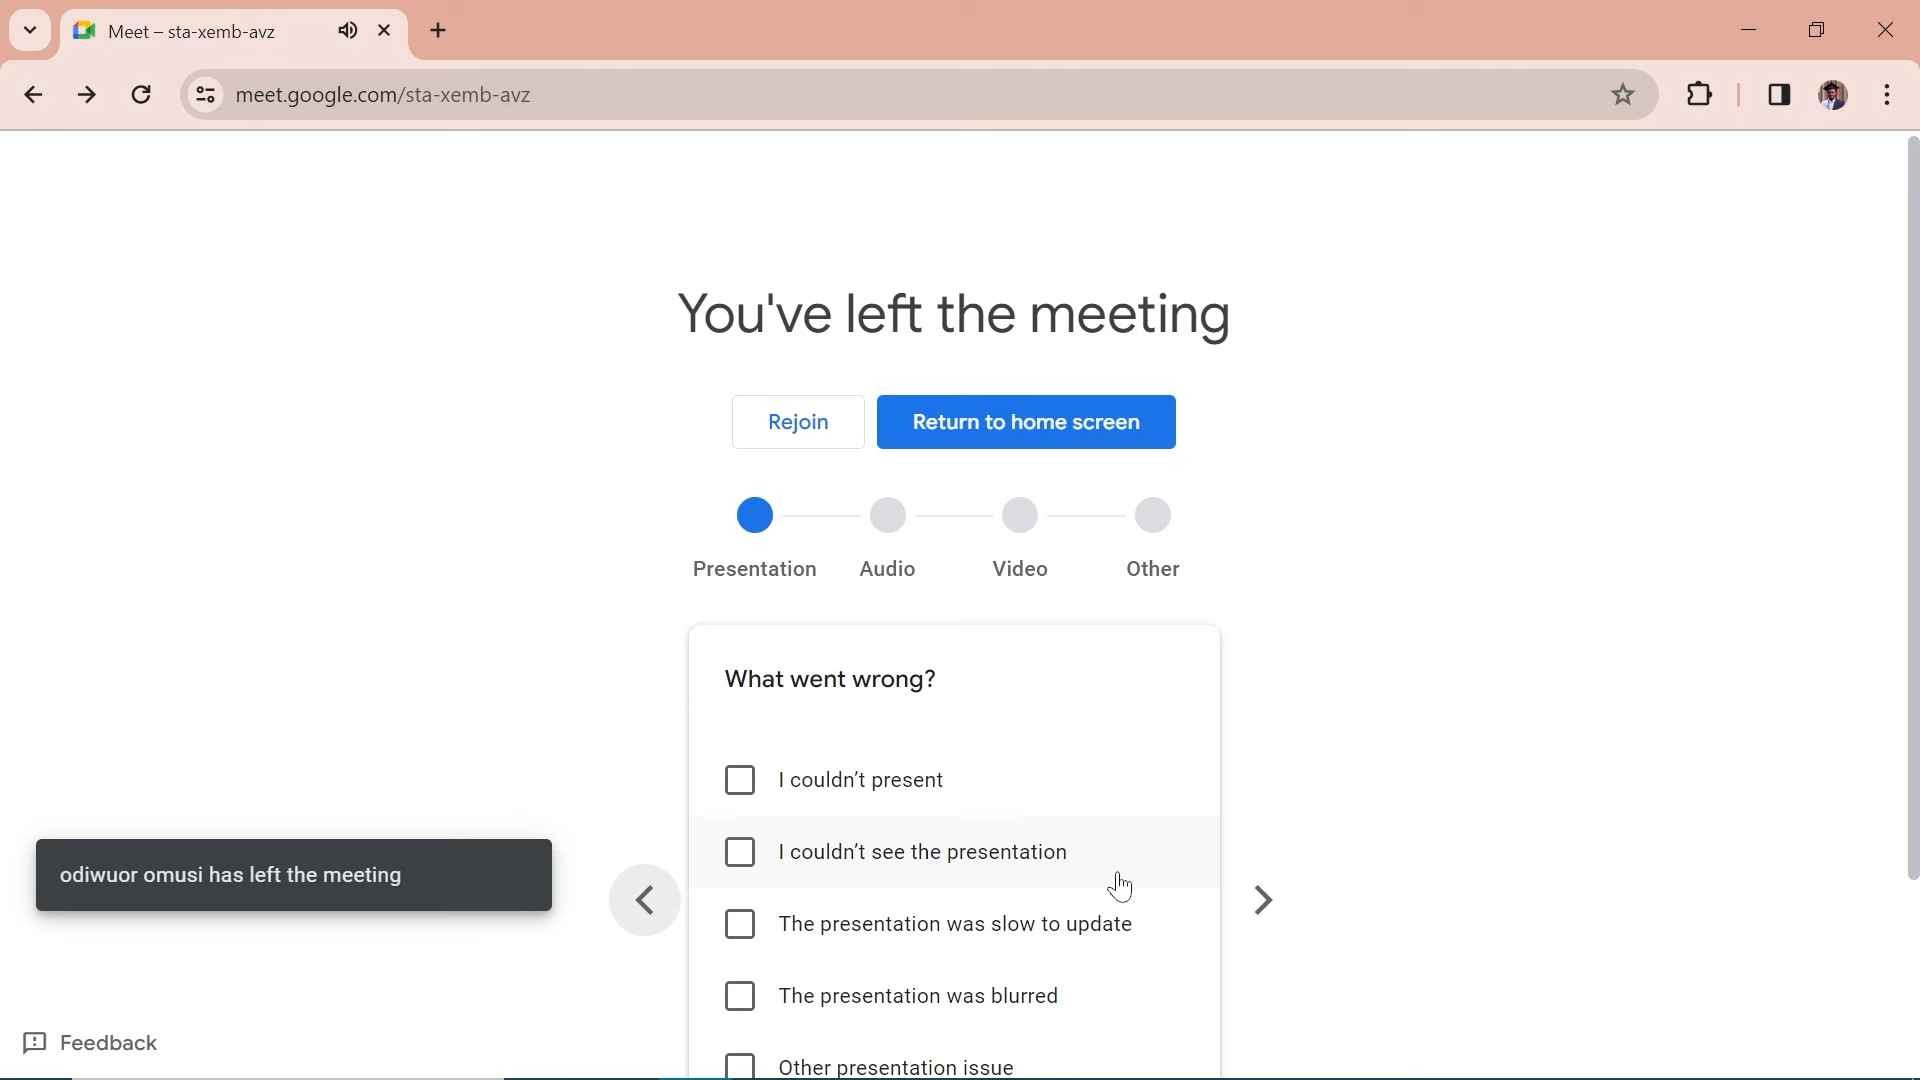 Meet – sta-xemb-avz
meet.google.com/sta-xemb-avz
You've left the meeting
Rejoin
Return to home screen
Presentation
Audio
Video
Other
What went wrong?
I couldn’t present
I couldn’t see the presentation
The presentation was slow to update
The presentation was blurred
Other presentation issue
odiwuor omusi has left the meeting
Feedback